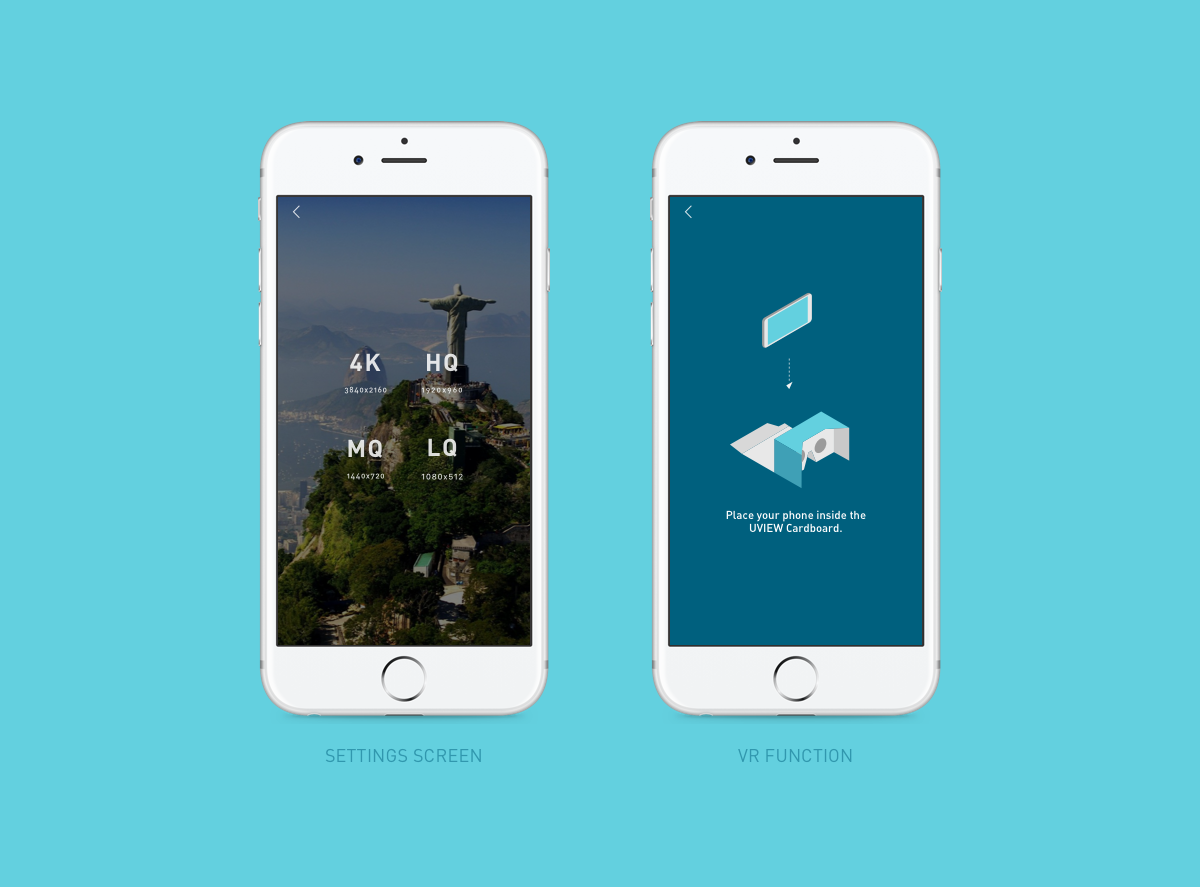 4K
3840x2160
HQ
1920x960
MQ
1440x720
LQ
1080x512
Place your phone inside the
UVIEW Cardboard.
SETTINGS SCREEN
VR FUNCTION